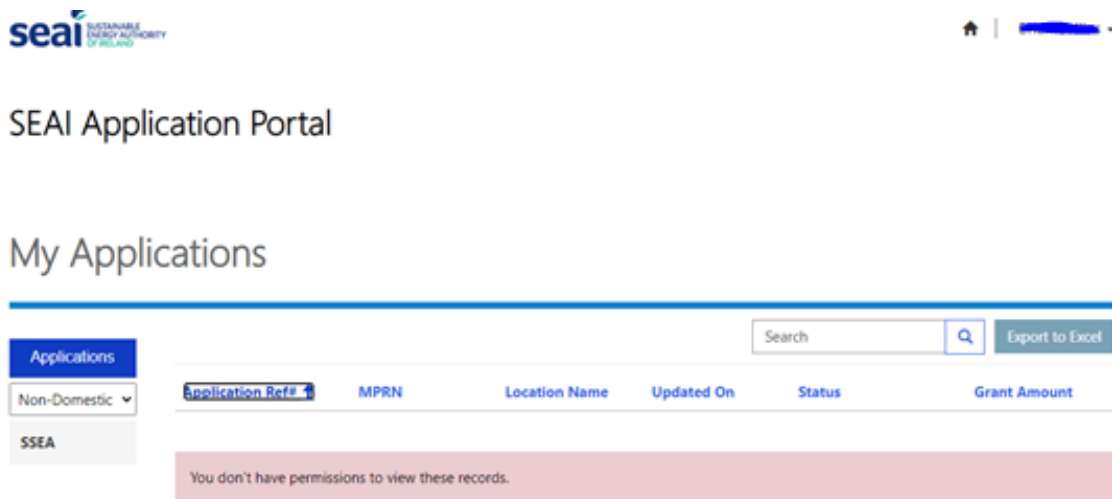 seai SUSTAINABLE
ENERGY AUTHORITY
OF IRELAND
SEAI Application Portal
My Applications
Search
Export to Excel
Applications
Application Ref# MPRN Location Name Updated On Status Grant Amount
Non-Domestic
SSEA
You don't have permissions to view these records.